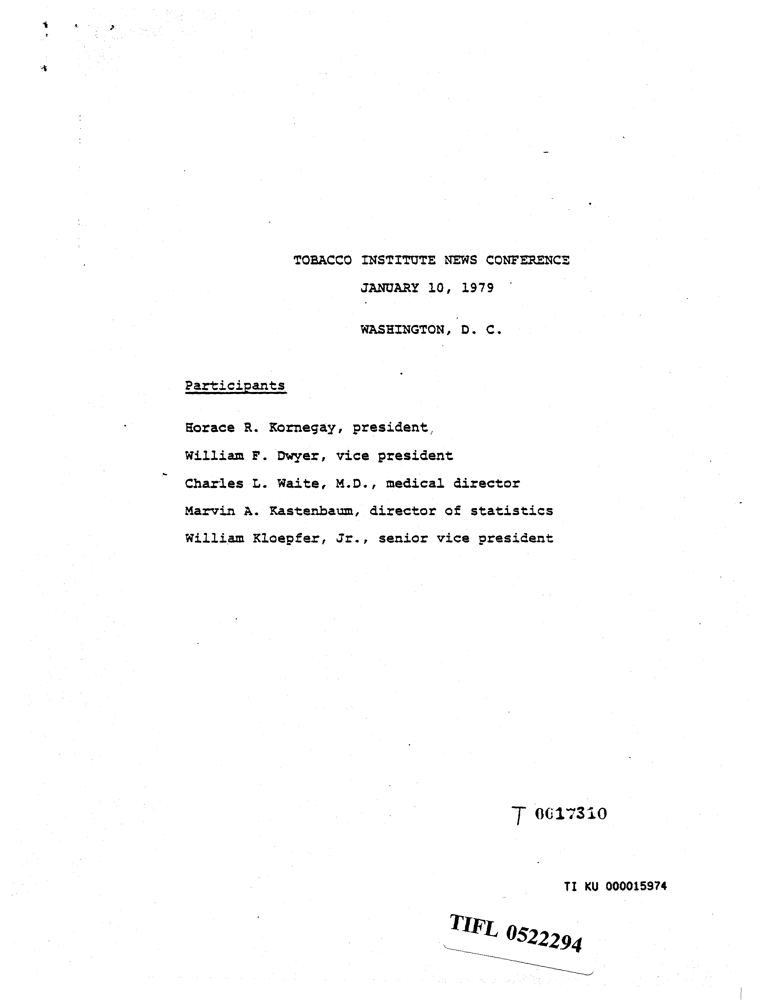 TOBACCO INSTITUTE NEWS CONFERENCE
JANUARY 10, 1979
WASHINGTON, D. C.
Participants
Horace R. Kornegay, president,
William F. Dwyer, vice president
Charles L. Waite, M.D., medical director
Marvin A. Kastenbaum, director of statistics
William Kloepfer, Jr., senior vice president
T 0017310
TI KU 000015974
TIFL 0522294